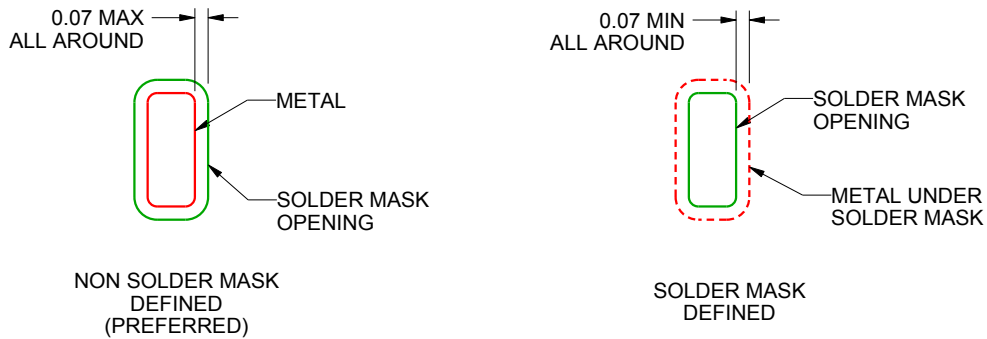 0.07 MAX
ALL AROUND
METAL
SOLDER MASK
OPENING
NON SOLDER MASK
DEFINED
(PREFERRED)
0.07 MIN
ALL AROUND
SOLDER MASK
OPENING
METAL UNDER
SOLDER MASK
SOLDER MASK
DEFINED